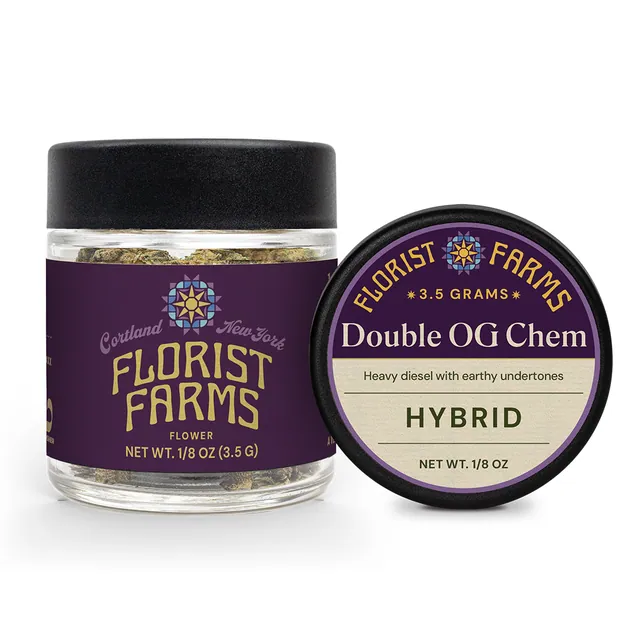 Cortland New York
FLORIST
FARMS
FLOWER
NET WT. 1/8 OZ (3.5 G)
FLORIST FARMS
3.5 GRAMS
Double OG Chem
Heavy diesel with earthy undertones
HYBRID
NET WT. 1/8 OZ